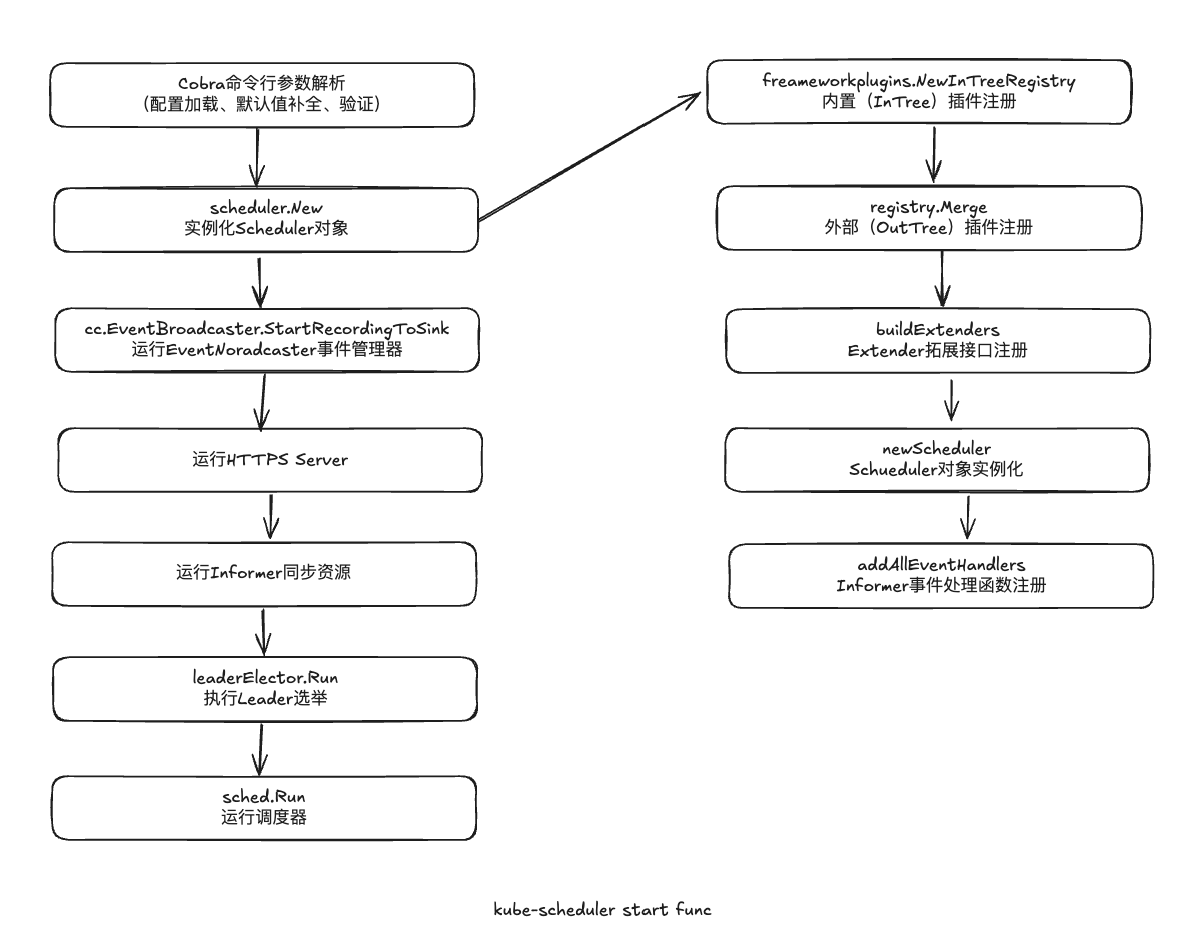 Cobra命令行参数解析
(配置加载、默认值补全、验证)
scheduler.New
实例化Scheduler对象
cc.EventBroadcaster.StartRecordingToSink
运行EventNoradcaster事件管理器
运行HTTPS Server
运行Informer同步资源
leaderElector.Run
执行Leader选举
sched.Run
运行调度器
freameworkplugins.NewInTreeRegistry
内置（InTree）插件注册
registry.Merge
外部（OutTree）插件注册
buildExtenders
Extender拓展接口注册
newScheduler
Schueduler对象实例化
addAllEventHandlers
Informer事件处理函数注册
kube-scheduler start func